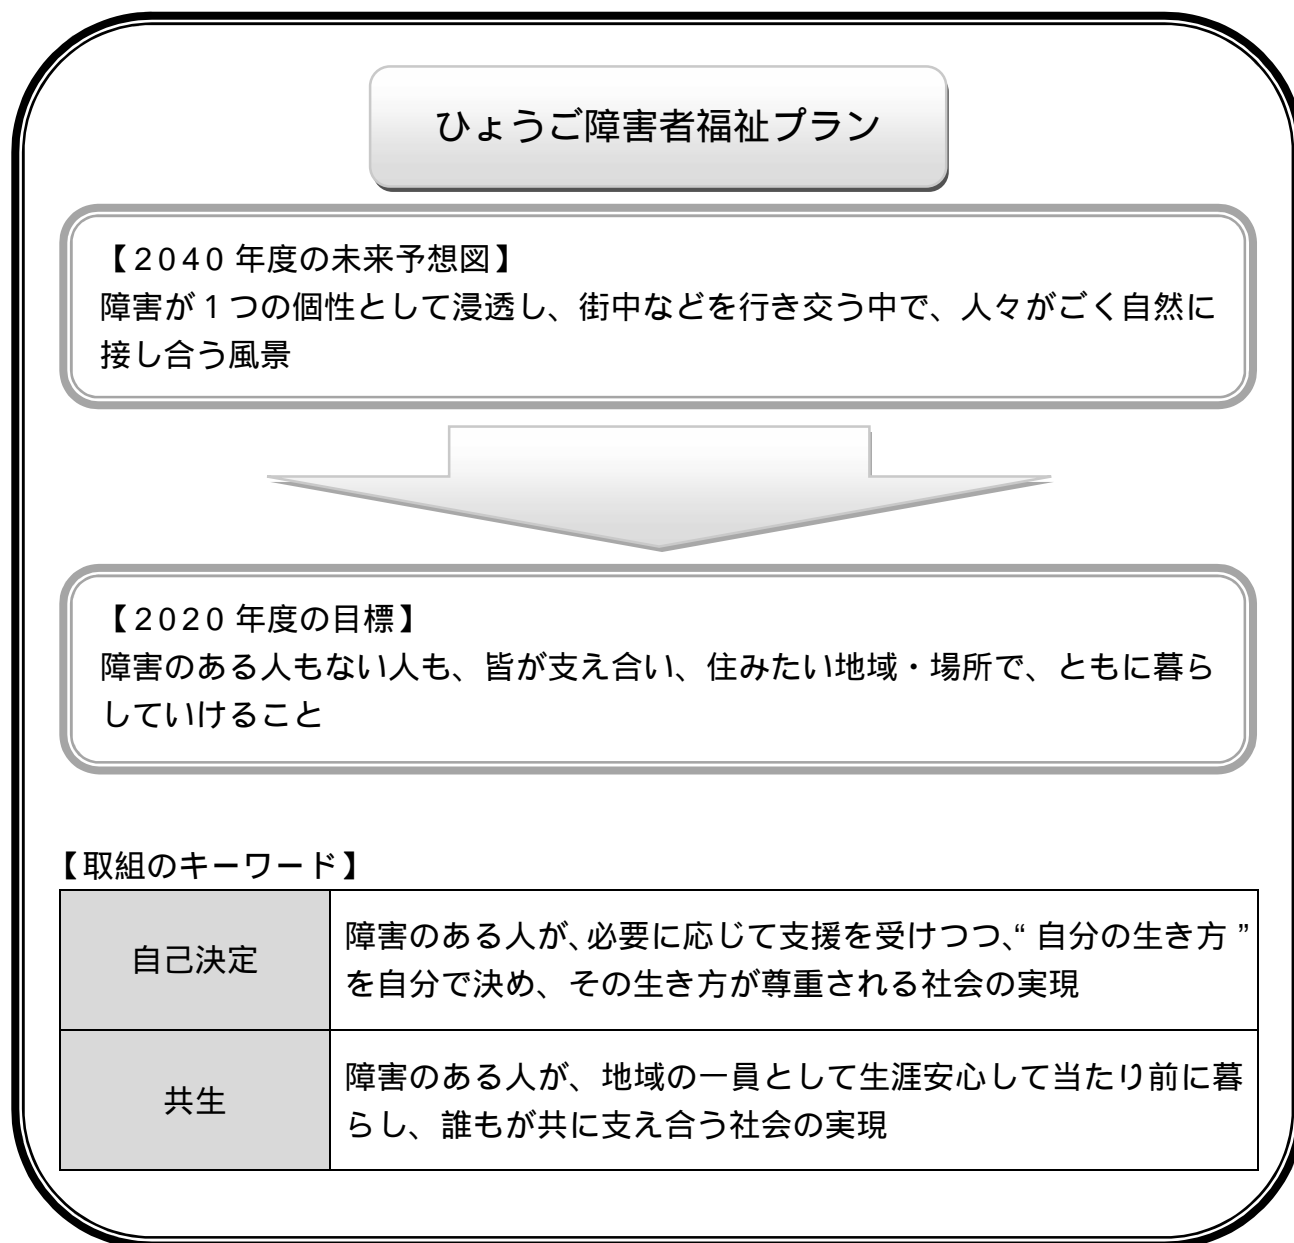 ひょうご障害者福祉プラン
【2040 年度の未来予想図】
障害が1つの個性として浸透し、街中などを行き交う中で、人々がごく自然に
接し合う風景
【2020 年度の目標】
障害のある人もない人も、皆が支え合い、住みたい地域・場所で、ともに暮ら
していけること
【取組のキーワード】
自己決定
障害のある人が、必要に応じて支援を受けつつ、“自分の生き方”
を自分で決め、その生き方が尊重される社会の実現
共生
障害のある人が、地域の一員として生涯安心して当たり前に暮
らし、誰もが共に支え合う社会の実現